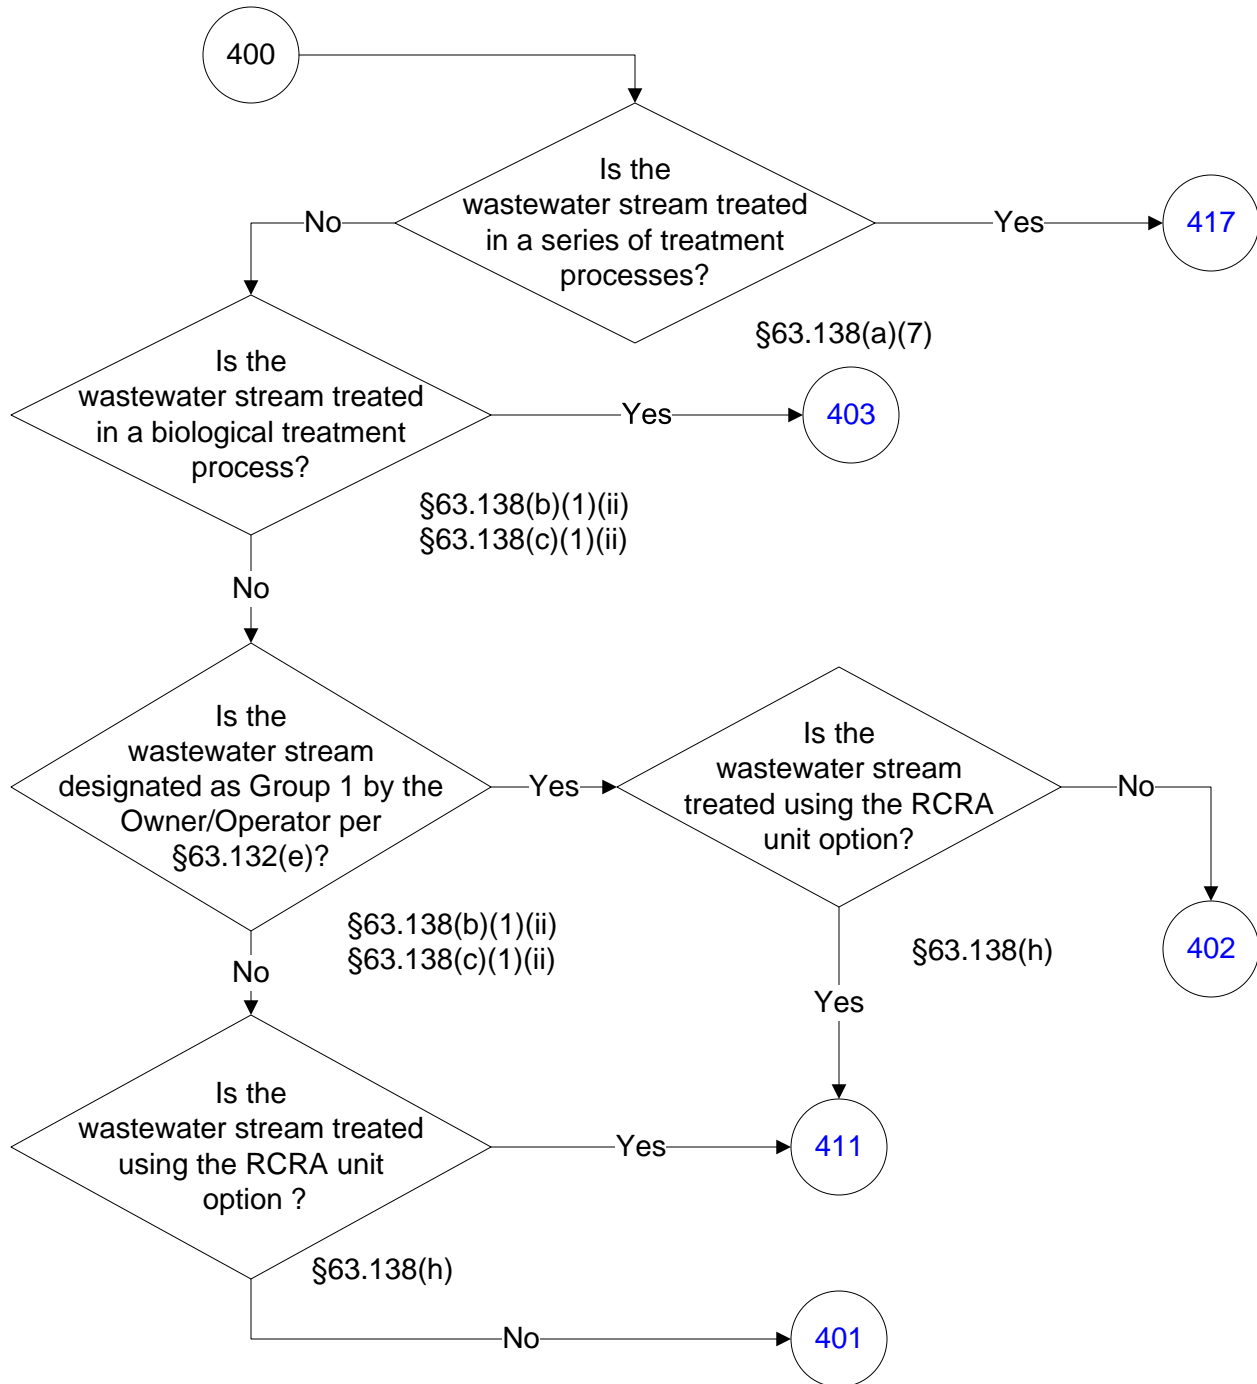 400
Is the
wastewater stream treated
in a series of treatment
processes?
No
Yes
417
§63.138(a)(7)
Is the
wastewater stream treated
in a biological treatment
process?
Yes
403
§63.138(b)(1)(ii)
§63.138(c)(1)(ii)
No
Is the
wastewater stream
designated as Group 1 by the
Owner/Operator per
§63.132(e)?
Yes
Is the
wastewater stream
treated using the RCRA
unit option?
No
402
§63.138(b)(1)(ii)
§63.138(c)(1)(ii)
§63.138(h)
No
Yes
Is the
wastewater stream treated
using the RCRA unit
option ?
Yes
411
§63.138(h)
No
401